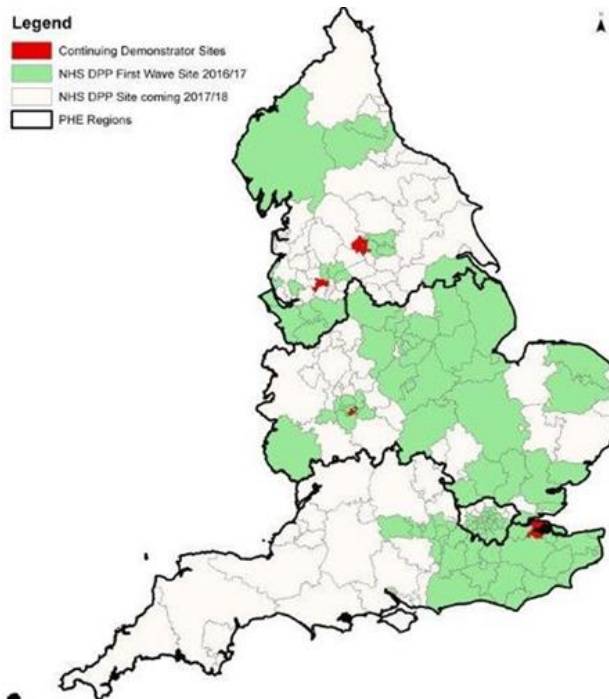 Legend
Continuing Demonstrator Sites
NHS DPP First Wave Site 2016/17
NHS DPP Site coming 2017/18
PHE Regions